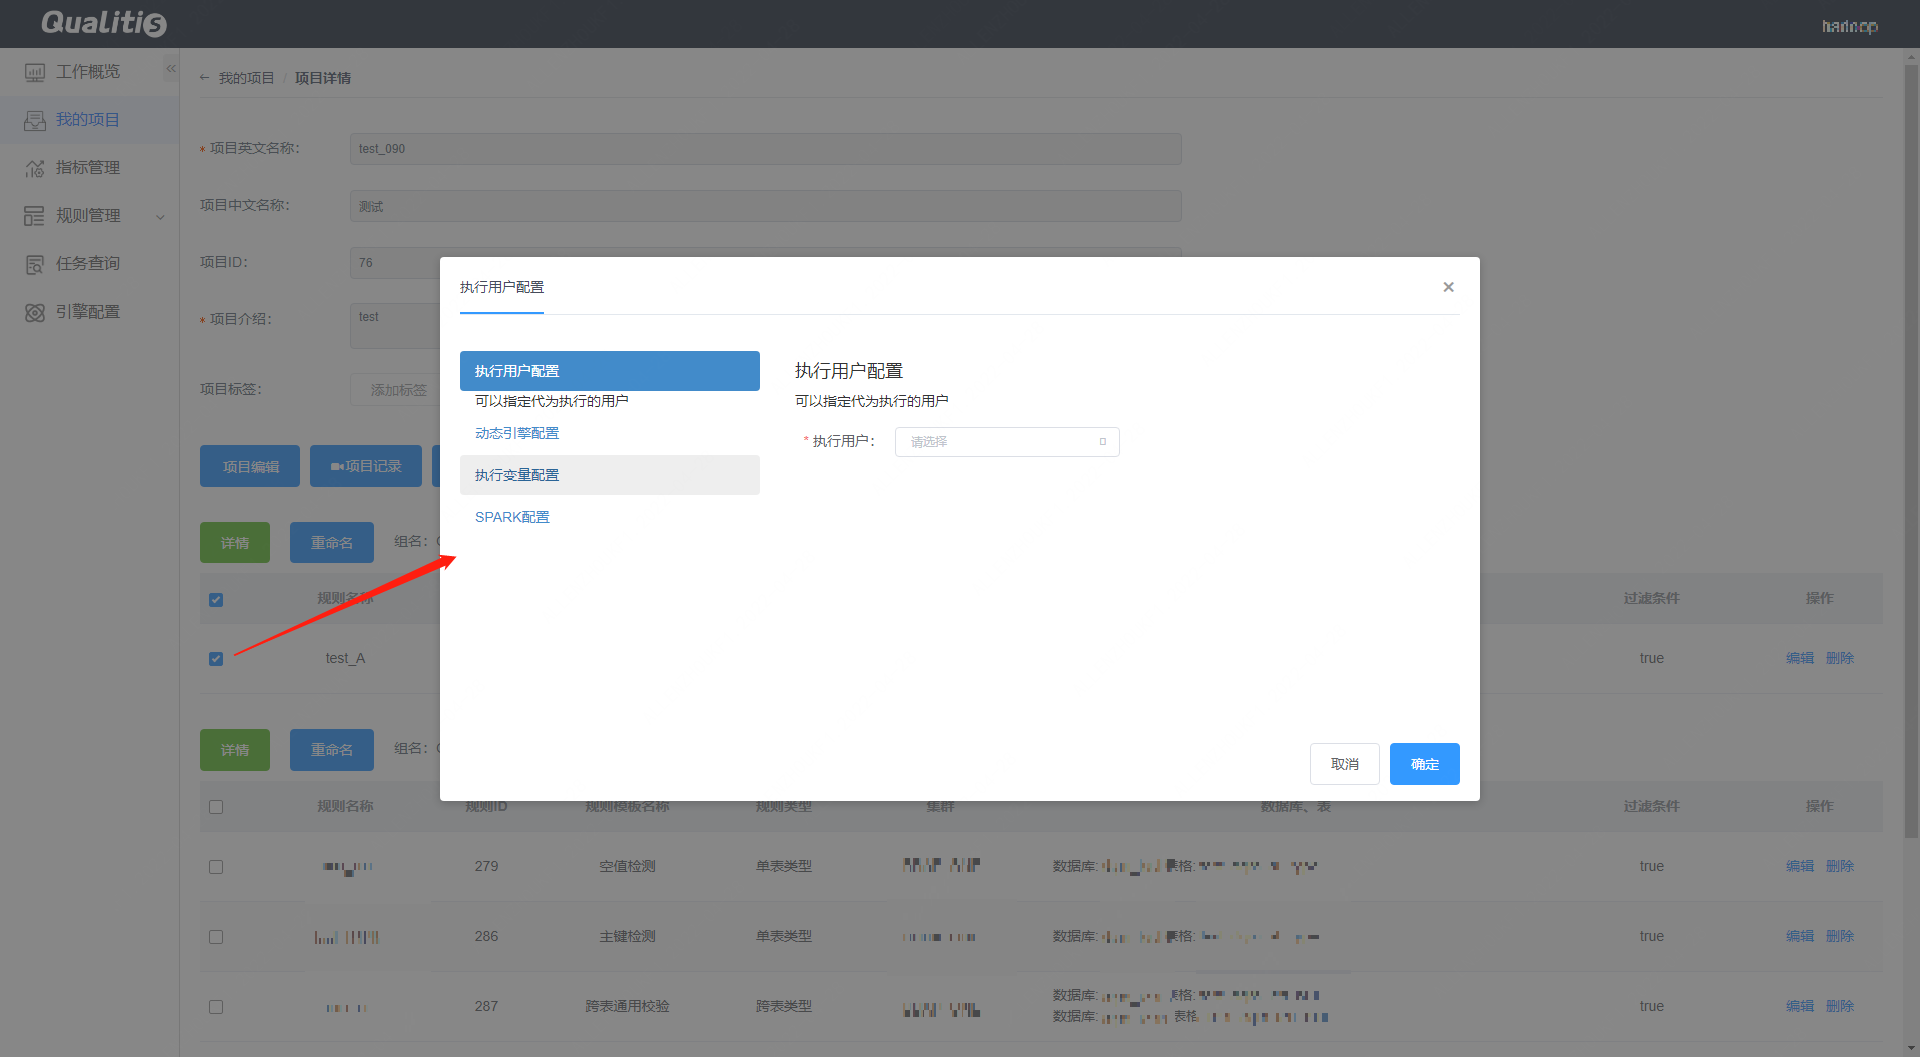 Qualitis
hadoop
工作概览
我的项目
指标管理
规则管理
任务查询
引擎配置
← 我的项目 / 项目详情
* 项目英文名称: test_090
项目中文名称: 测试
项目ID: 76
* 项目介绍: test
项目标签: 添加标签
项目编辑 项目记录
详情 重命名 组名:
规则名称 过滤条件 操作
test_A true 编辑 删除
详情 重命名 组名:
规则名称 规则ID 规则模板名称 规则类型 集群 数据库、表 过滤条件 操作
279 空值检测 单表类型 数据库: 表格: true 编辑 删除
286 主键检测 单表类型 数据库: 表格: true 编辑 删除
287 跨表通用校验 跨表类型 数据库: 表格: true 编辑 删除
数据库: 表格
执行用户配置
执行用户配置
可以指定代为执行的用户
动态引擎配置
执行变量配置
SPARK配置
执行用户配置
可以指定代为执行的用户
* 执行用户: 请选择
取消 确定